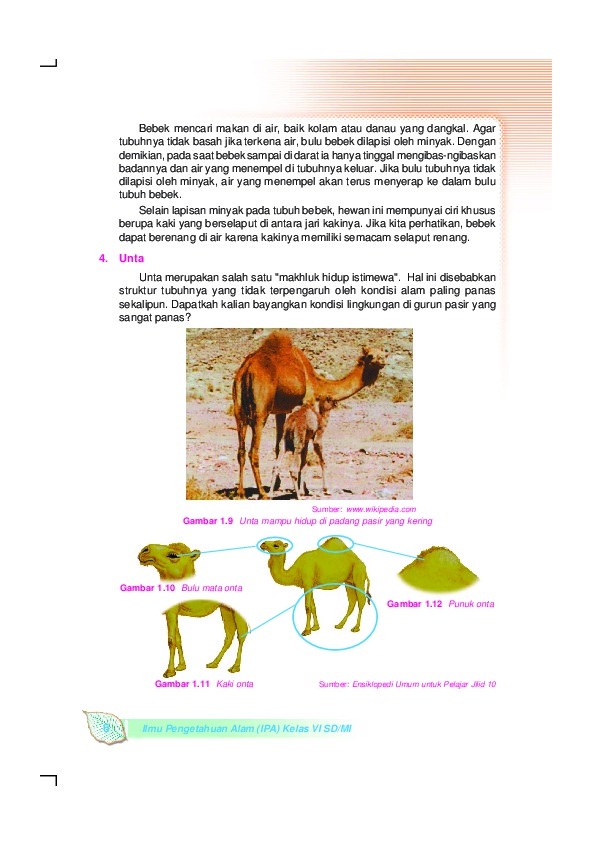 Bebek mencari makan di air, baik kolam atau danau yang dangkal. Agar
tubuhnya tidak basah jika terkena air, bulu bebek dilapisi oleh minyak. Dengan
demikian, pada saat bebek sampai di darat ia hanya tinggal mengibas-ngibaskan
badannya dan air yang menempel di tubuhnya keluar. Jika bulu tubuhnya tidak
dilapisi oleh minyak, air yang menempel akan terus menyerap ke dalam bulu
tubuh bebek.
Selain lapisan minyak pada tubuh bebek, hewan ini mempunyai ciri khusus
berupa kaki yang berselaput di antara jari kakinya. Jika kita perhatikan, bebek
dapat berenang di air karena kakinya memiliki semacam selaput renang.
4. Unta
Unta merupakan salah satu "makhluk hidup istimewa". Hal ini disebabkan
struktur tubuhnya yang tidak terpengaruh oleh kondisi alam paling panas
sekalipun. Dapatkah kalian bayangkan kondisi lingkungan di gurun pasir yang
sangat panas?
Sumber: www.wikipedia.com
Gambar 1.9 Unta mampu hidup di padang pasir yang kering
Gambar 1.10 Bulu mata onta
Gambar 1.12 Punuk onta
Gambar 1.11 Kaki onta
Sumber: Ensiklopedi Umum untuk Pelajar Jilid 10
8 Ilmu Pengetahuan Alam (IPA) Kelas VI SD/MI